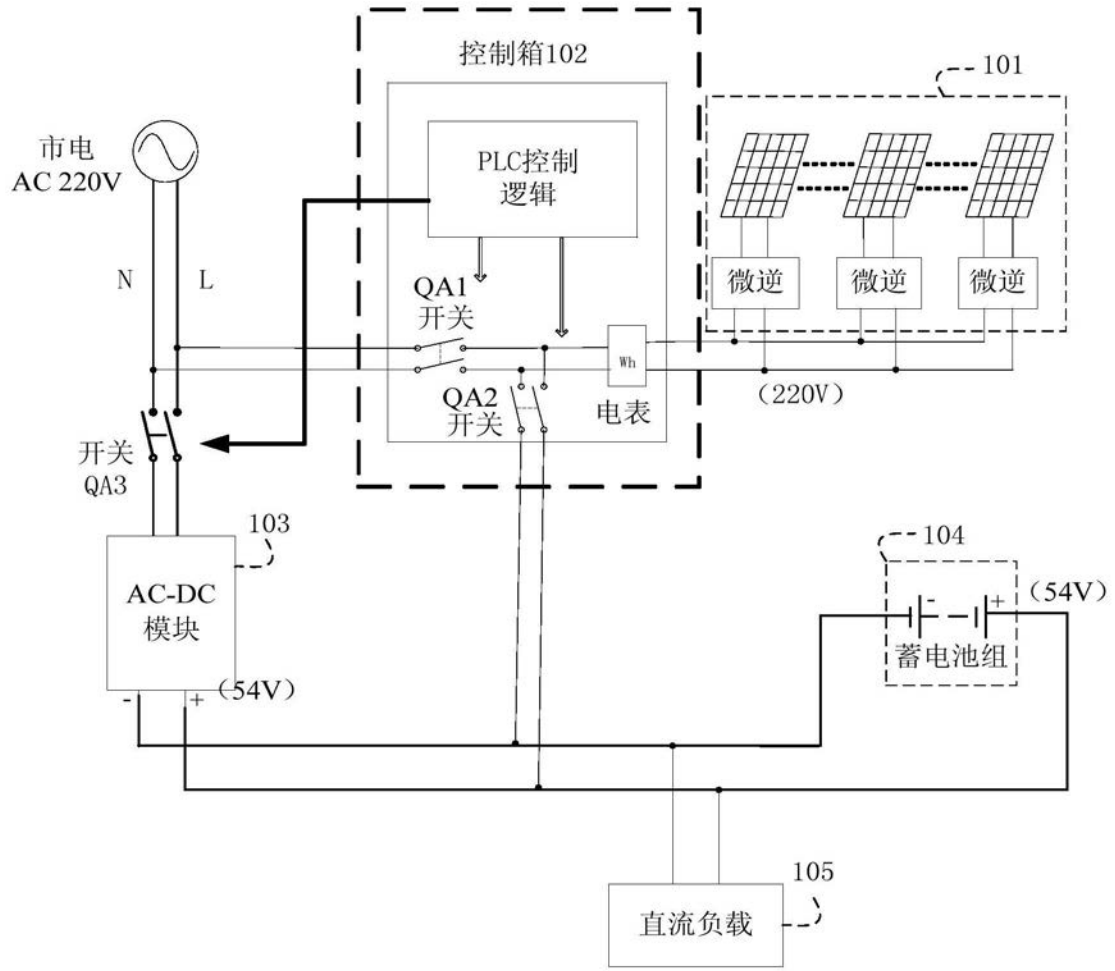 控制箱102
101
市电
AC 220V
PLC控制
逻辑
N
L
微逆
微逆
微逆
QA1
开关
Wh
QA2
开关
电表
(220V)
开关
QA3
103
AC-DC
模块
-
+
(54V)
104
-
+
(54V)
蓄电池组
105
直流负载